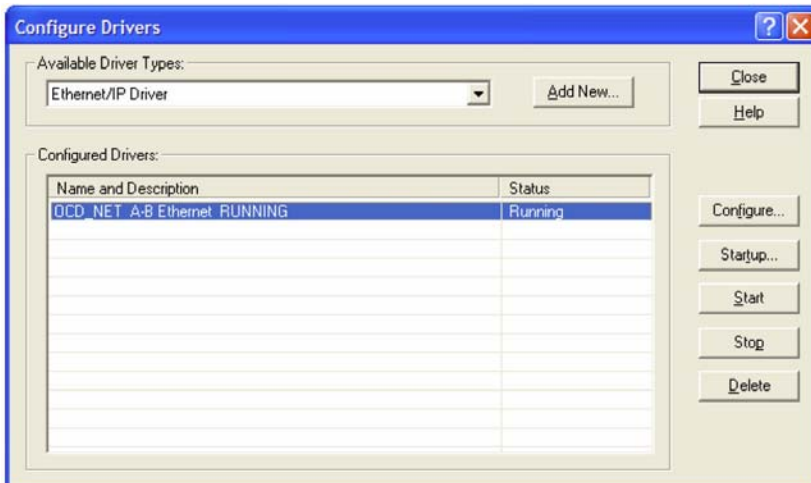 Configure Drivers
Available Driver Types:
Ethernet/IP Driver
Add New...
Close
Help
Configured Drivers:
Name and Description Status
OCD_NET A-B Ethernet RUNNING Running
Configure...
Startup...
Start
Stop
Delete